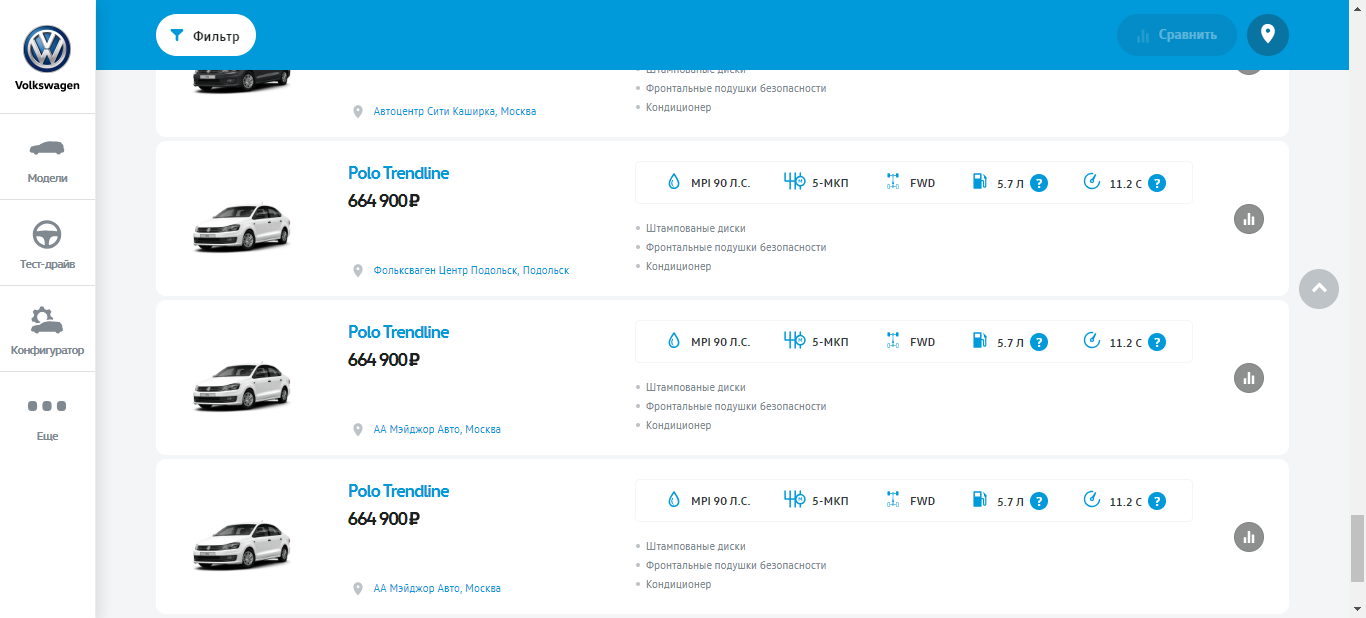 Volkswagen
Модели
Тест-драйв
Конфигуратор
Еще
Фильтр
Сравнить
Штампованые диски
Фронтальные подушки безопасности
Кондиционер
Автоцентр Сити Каширка, Москва
Polo Trendline
664 900 ₽
MPI 90 Л.С.
5-МКП
FWD
5.7 Л ?
11.2 С ?
Штампованые диски
Фронтальные подушки безопасности
Кондиционер
Фольксваген Центр Подольск, Подольск
Polo Trendline
664 900 ₽
MPI 90 Л.С.
5-МКП
FWD
5.7 Л ?
11.2 С ?
Штампованые диски
Фронтальные подушки безопасности
Кондиционер
АА Мэйджор Авто, Москва
Polo Trendline
664 900 ₽
MPI 90 Л.С.
5-МКП
FWD
5.7 Л ?
11.2 С ?
Штампованые диски
Фронтальные подушки безопасности
Кондиционер
АА Мэйджор Авто, Москва